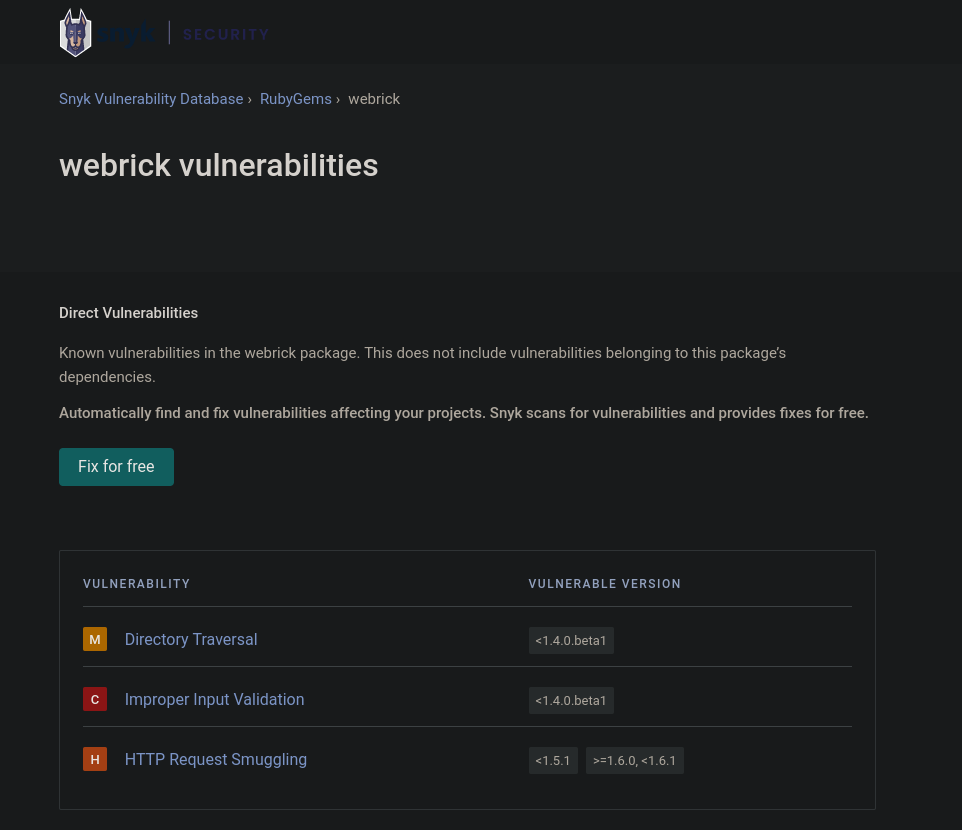 snyk | SECURITY
Snyk Vulnerability Database › RubyGems › webrick
webrick vulnerabilities
Direct Vulnerabilities
Known vulnerabilities in the webrick package. This does not include vulnerabilities belonging to this package’s
dependencies.
Automatically find and fix vulnerabilities affecting your projects. Snyk scans for vulnerabilities and provides fixes for free.
Fix for free
VULNERABILITY VULNERABLE VERSION
M Directory Traversal <1.4.0.beta1
C Improper Input Validation <1.4.0.beta1
H HTTP Request Smuggling <1.5.1 >=1.6.0, <1.6.1